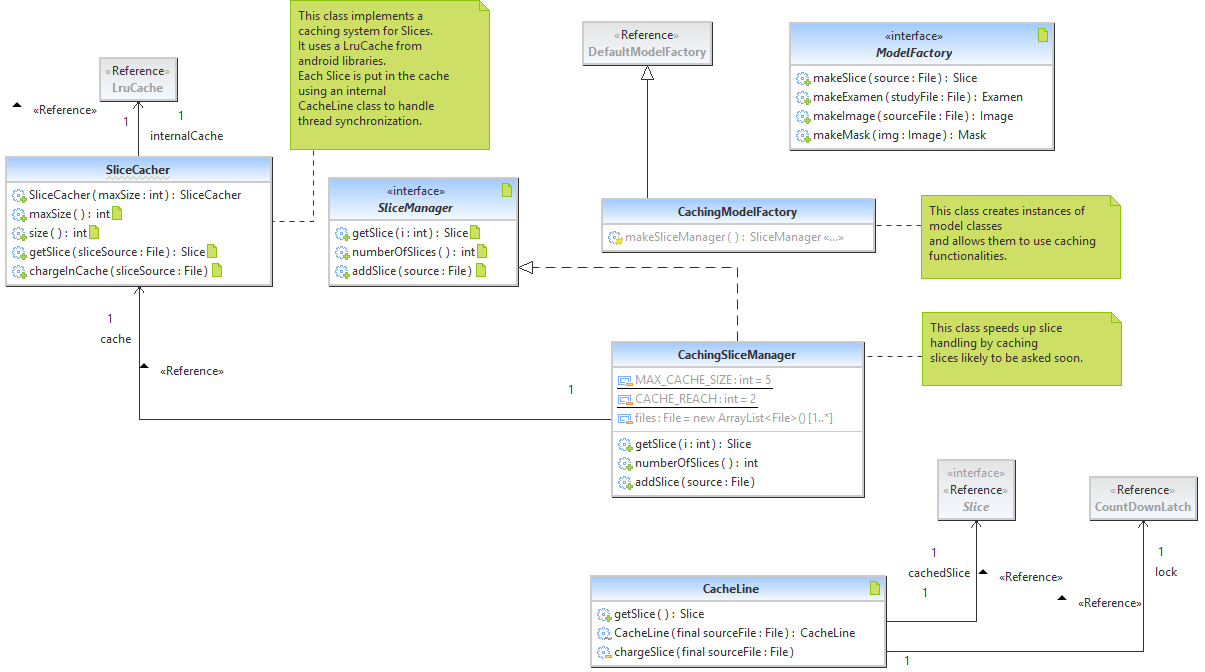 This class implements a
caching system for Slices.
It uses a LruCache from
android libraries.
Each Slice is put in the cache
using an internal
CacheLine class to handle
thread synchronization.
«Reference»
LruCache
«Reference»
1
1
internalCache
SliceCacher
SliceCacher(maxSize : int) : SliceCacher
maxSize ( ) : int
size ( ) : int
getSlice (sliceSource : File) : Slice
chargeInCache (sliceSource : File)
«interface»
SliceManager
getSlice (i : int) : Slice
numberOfSlices ( ) : int
addSlice (source : File)
«Reference»
DefaultModelFactory
«interface»
ModelFactory
makeSlice (source : File) : Slice
makeExamen (studyFile : File) : Examen
makeImage (sourceFile : File) : Image
makeMask (img : Image) : Mask
CachingModelFactory
makeSliceManager ( ) : SliceManager «...»
This class creates instances of
model classes
and allows them to use caching
functionalities.
This class speeds up slice
handling by caching
slices likely to be asked soon.
1
cache
«Reference»
1
CachingSliceManager
MAX_CACHE_SIZE : int = 5
CACHE_REACH : int = 2
files : File = new ArrayList<File>() [1..*]
getSlice (i : int) : Slice
numberOfSlices ( ) : int
addSlice (source : File)
«interface»
«Reference»
Slice
«Reference»
CountDownLatch
1
cachedSlice
1
«Reference»
1
lock
«Reference»
1
CacheLine
getSlice ( ) : Slice
CacheLine (final sourceFile : File) : CacheLine
chargeSlice (final sourceFile : File)